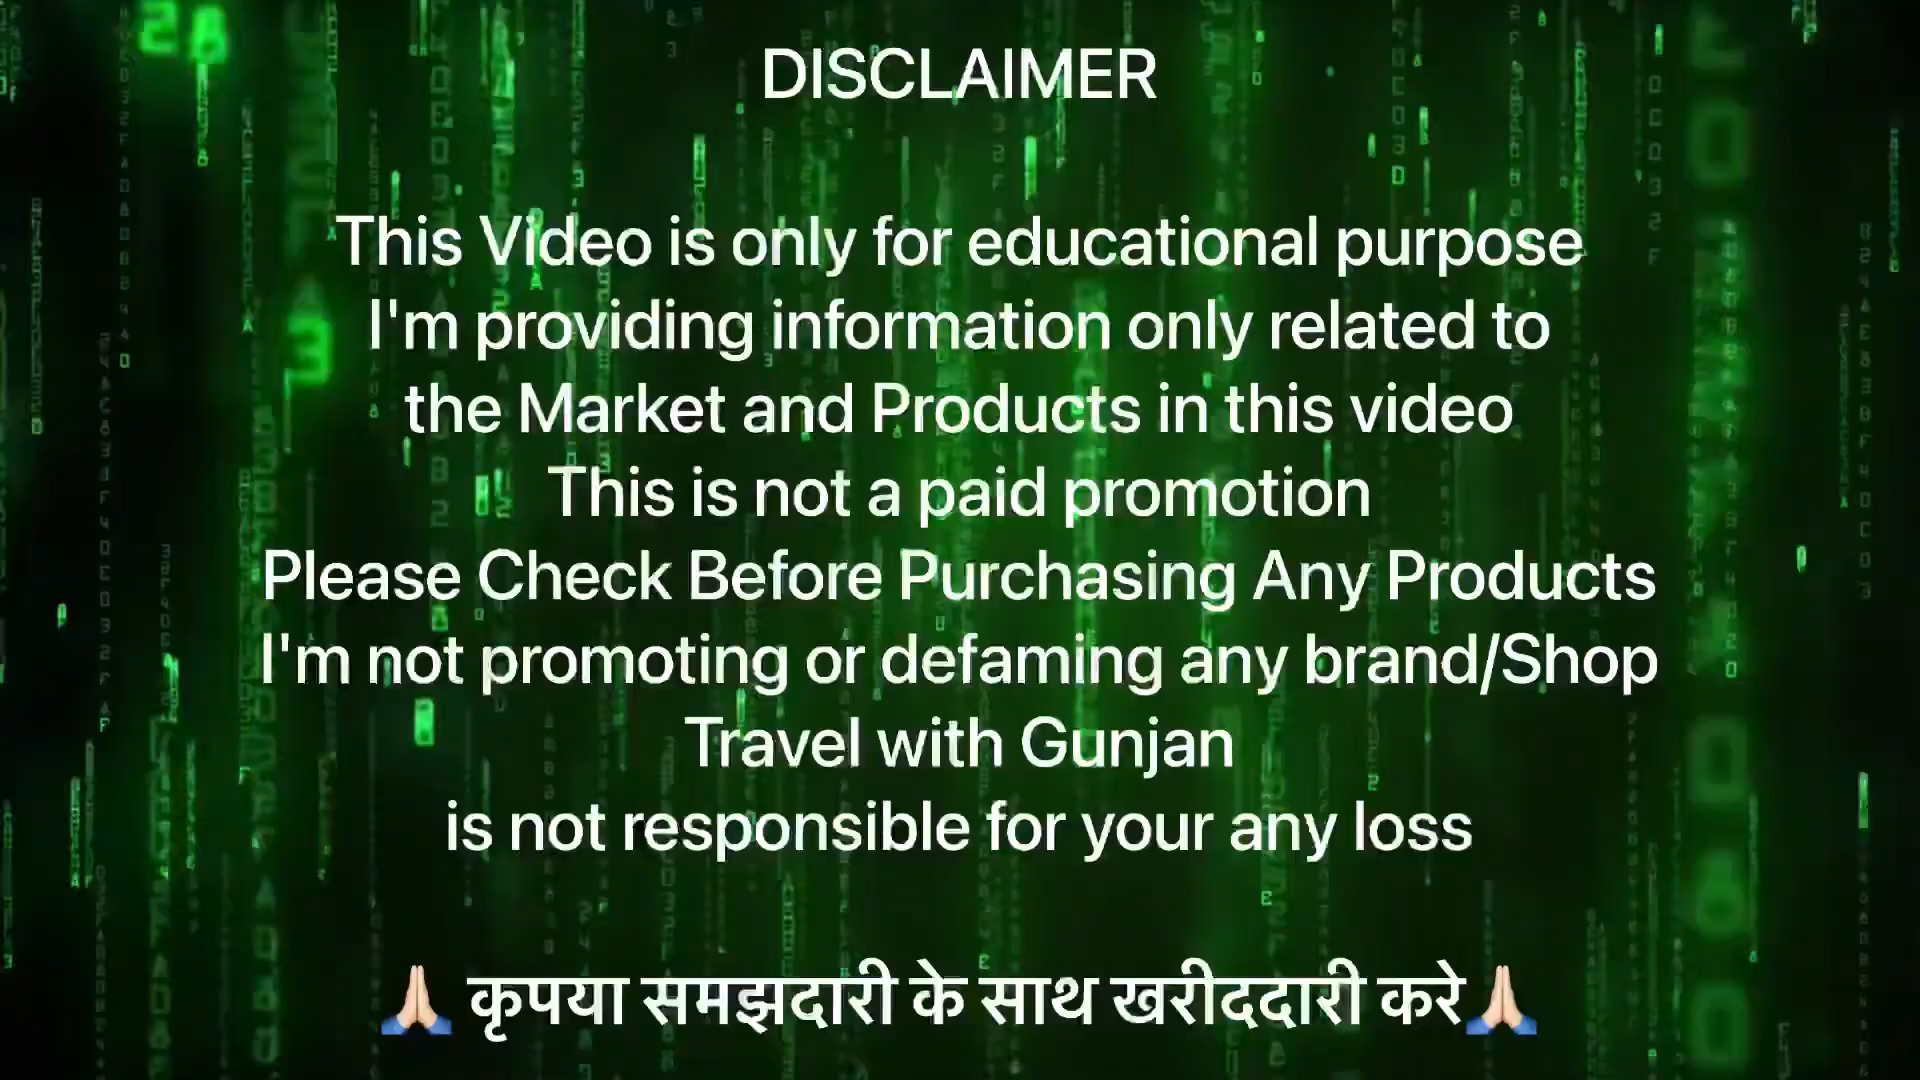 DISCLAIMER
This Video is only for educational purpose
I'm providing information only related to
the Market and Products in this video
This is not a paid promotion
Please Check Before Purchasing Any Products
I'm not promoting or defaming any brand/Shop
Travel with Gunjan
is not responsible for your any loss
🙏🏻 कृपया समझदारी के साथ खरीददारी करे🙏🏻